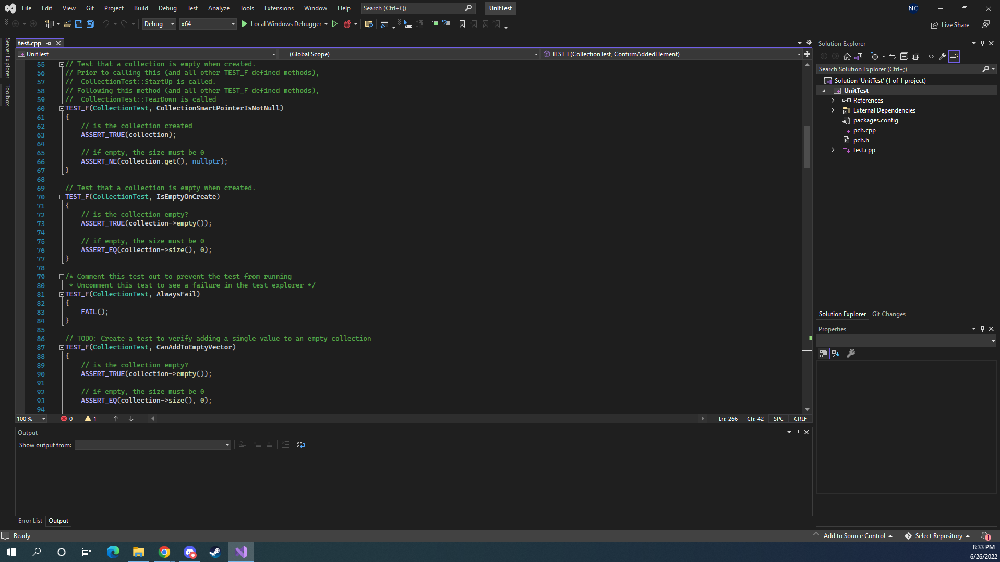 File Edit View Git Project Build Debug Test Analyze Tools Extensions Window Help Search (Ctrl+Q) UnitTest NC
Debug x64 Local Windows Debugger Live Share
Server Explorer
Toolbox
test.cpp
UnitTest (Global Scope) TEST_F(CollectionTest, ConfirmAddedElement)
55 // Test that a collection is empty when created.
56 // Prior to calling this (and all other TEST_F defined methods),
57 //  CollectionTest::StartUp is called.
58 // Following this method (and all other TEST_F defined methods),
59 //  CollectionTest::TearDown is called
60 TEST_F(CollectionTest, CollectionSmartPointerIsNotNull)
61 {
62     // is the collection created
63     ASSERT_TRUE(collection);
64
65     // if empty, the size must be 0
66     ASSERT_NE(collection.get(), nullptr);
67 }
68
69 // Test that a collection is empty when created.
70 TEST_F(CollectionTest, IsEmptyOnCreate)
71 {
72     // is the collection empty?
73     ASSERT_TRUE(collection->empty());
74
75     // if empty, the size must be 0
76     ASSERT_EQ(collection->size(), 0);
77 }
78
79 /* Comment this test out to prevent the test from running
80  * Uncomment this test to see a failure in the test explorer */
81 TEST_F(CollectionTest, AlwaysFail)
82 {
83     FAIL();
84 }
85
86 // TODO: Create a test to verify adding a single value to an empty collection
87 TEST_F(CollectionTest, CanAddToEmptyVector)
88 {
89     // is the collection empty?
90     ASSERT_TRUE(collection->empty());
91
92     // if empty, the size must be 0
93     ASSERT_EQ(collection->size(), 0);
94
100 % 0 1 Ln: 266 Ch: 42 SPC CRLF
Output
Show output from:
Error List Output
Solution Explorer
Search Solution Explorer (Ctrl+;)
Solution 'UnitTest' (1 of 1 project)
UnitTest
References
External Dependencies
packages.config
pch.cpp
pch.h
test.cpp
Solution Explorer Git Changes
Properties
Ready Add to Source Control Select Repository 1
8:33 PM
6/26/2022